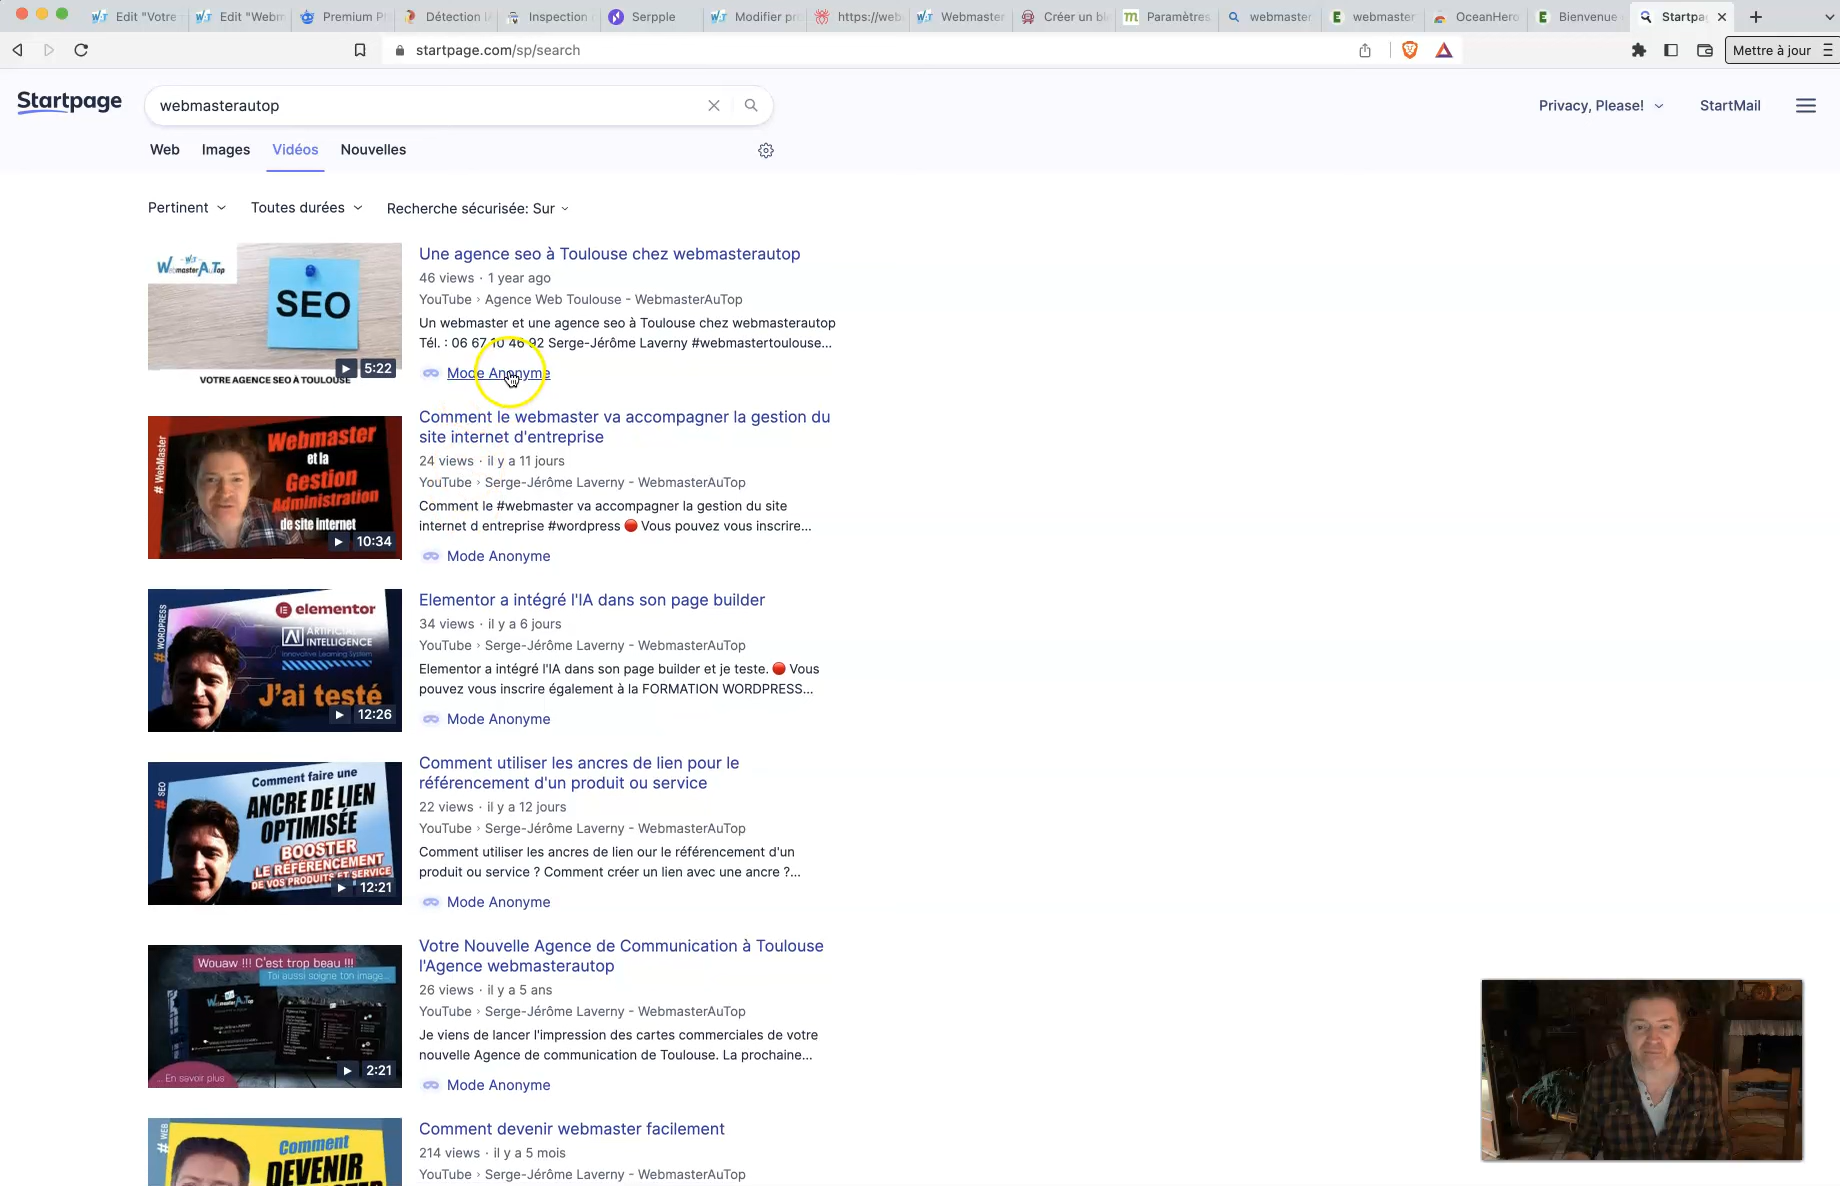 Edit "Votre
Edit "Webm
Premium P
Détection IA
Inspection
Serpple
Modifier pr
https://web
Webmaster
Créer un bl
Paramètres
webmaster
webmaster
OceanHero
Bienvenue
Startpa
startpage.com/sp/search
Mettre à jour
Startpage
webmasterautop
Privacy, Please!
StartMail
Web
Images
Vidéos
Nouvelles
Pertinent
Toutes durées
Recherche sécurisée: Sur
WebmasterAuTop
SEO
5:22
VOTRE AGENCE SEO À TOULOUSE
Une agence seo à Toulouse chez webmasterautop
46 views · 1 year ago
YouTube › Agence Web Toulouse - WebmasterAuTop
Un webmaster et une agence seo à Toulouse chez webmasterautop
Tél. : 06 67 10 46 92 Serge-Jérôme Laverny #webmastertoulouse...
Mode Anonyme
# WebMaster
Webmaster
et la
Gestion
Administration
de site internet
10:34
Comment le webmaster va accompagner la gestion du
site internet d'entreprise
24 views · il y a 11 jours
YouTube › Serge-Jérôme Laverny - WebmasterAuTop
Comment le #webmaster va accompagner la gestion du site
internet d entreprise #wordpress 🔴 Vous pouvez vous inscrire...
Mode Anonyme
# WORDPRESS
elementor
AI ARTIFICIAL
INTELLIGENCE
Innovative Learning System
J'ai testé
12:26
Elementor a intégré l'IA dans son page builder
34 views · il y a 6 jours
YouTube › Serge-Jérôme Laverny - WebmasterAuTop
Elementor a intégré l'IA dans son page builder et je teste. 🔴 Vous
pouvez vous inscrire également à la FORMATION WORDPRESS...
Mode Anonyme
# SEO
Comment faire une
ANCRE DE LIEN
OPTIMISÉE
BOOSTER
LE RÉFÉRENCEMENT
DE VOS PRODUITS ET SERVICE
12:21
Comment utiliser les ancres de lien pour le
référencement d'un produit ou service
22 views · il y a 12 jours
YouTube › Serge-Jérôme Laverny - WebmasterAuTop
Comment utiliser les ancres de lien our le référencement d'un
produit ou service ? Comment créer un lien avec une ancre ?...
Mode Anonyme
Wouaw !!! C'est trop beau !!!
Toi aussi soigne ton image...
WebmasterAuTop
...En savoir plus
2:21
Votre Nouvelle Agence de Communication à Toulouse
l'Agence webmasterautop
26 views · il y a 5 ans
YouTube › Serge-Jérôme Laverny - WebmasterAuTop
Je viens de lancer l'impression des cartes commerciales de votre
nouvelle Agence de communication de Toulouse. La prochaine...
Mode Anonyme
# WEB
Comment
DEVENIR
Comment devenir webmaster facilement
214 views · il y a 5 mois
YouTube › Serge-Jérôme Laverny - WebmasterAuTop